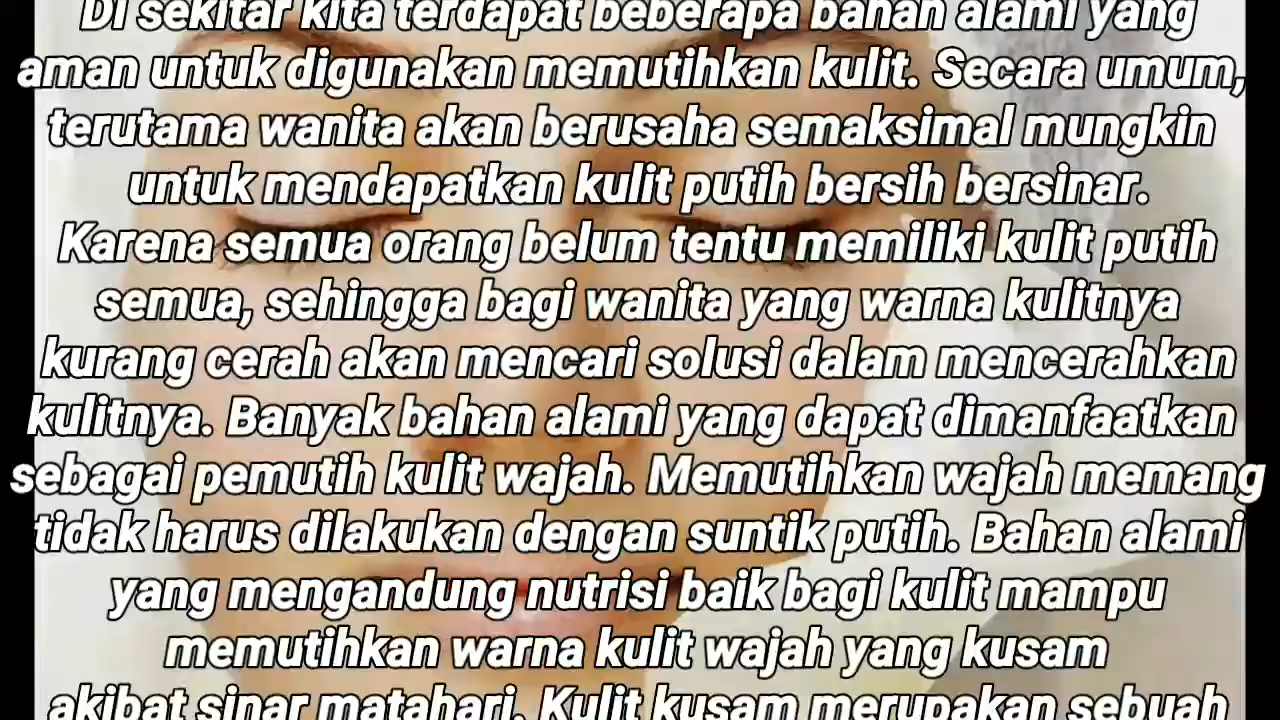 Di sekitar kita terdapat beberapa bahan alami yang
aman untuk digunakan memutihkan kulit. Secara umum,
terutama wanita akan berusaha semaksimal mungkin
untuk mendapatkan kulit putih bersih bersinar.
Karena semua orang belum tentu memiliki kulit putih
semua, sehingga bagi wanita yang warna kulitnya
kurang cerah akan mencari solusi dalam mencerahkan
kulitnya. Banyak bahan alami yang dapat dimanfaatkan
sebagai pemutih kulit wajah. Memutihkan wajah memang
tidak harus dilakukan dengan suntik putih. Bahan alami
yang mengandung nutrisi baik bagi kulit mampu
memutihkan warna kulit wajah yang kusam
akibat sinar matahari. Kulit kusam merupakan sebuah